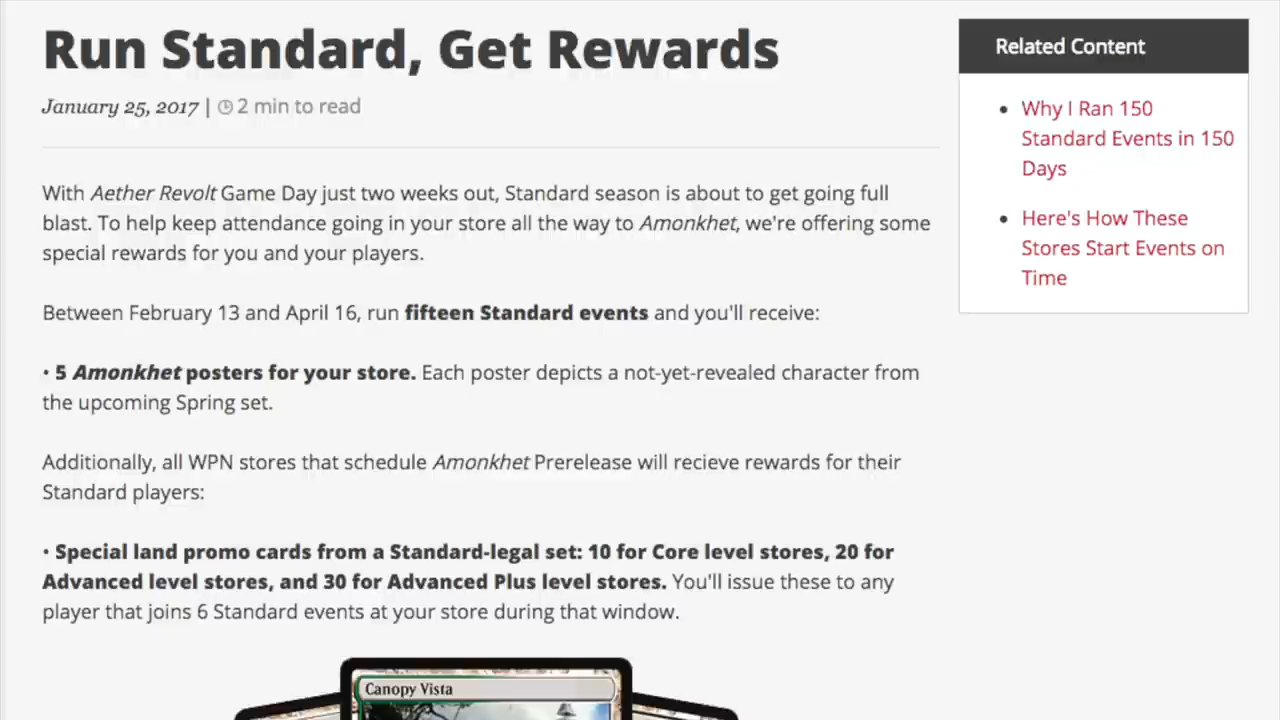 Run Standard, Get Rewards
January 25, 2017 | 2 min to read
With Aether Revolt Game Day just two weeks out, Standard season is about to get going full
blast. To help keep attendance going in your store all the way to Amonkhet, we're offering some
special rewards for you and your players.
Between February 13 and April 16, run fifteen Standard events and you'll receive:
• 5 Amonkhet posters for your store. Each poster depicts a not-yet-revealed character from
the upcoming Spring set.
Additionally, all WPN stores that schedule Amonkhet Prerelease will recieve rewards for their
Standard players:
• Special land promo cards from a Standard-legal set: 10 for Core level stores, 20 for
Advanced level stores, and 30 for Advanced Plus level stores. You'll issue these to any
player that joins 6 Standard events at your store during that window.
Canopy Vista
Related Content
• Why I Ran 150
Standard Events in 150
Days
• Here's How These
Stores Start Events on
Time